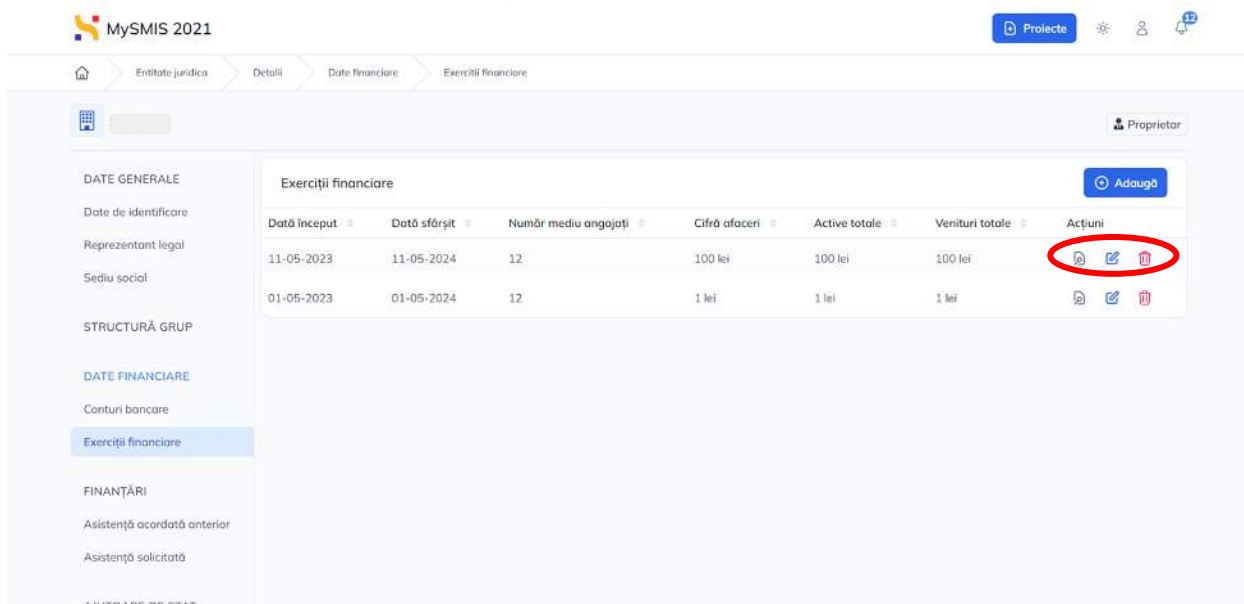 MySMIS 2021
Proiecte
12
Entitate juridica Detalii Date financiare Exercitii financiare
Proprietar
DATE GENERALE
Date de identificare
Reprezentant legal
Sediu social
STRUCTURĂ GRUP
DATE FINANCIARE
Conturi bancare
Exerciții financiare
FINANȚĂRI
Asistență acordată anterior
Asistență solicitată
Exerciții financiare
Adaugă
Dată început Dată sfârșit Număr mediu angajați Cifră afaceri Active totale Venituri totale Acțiuni
11-05-2023 11-05-2024 12 100 lei 100 lei 100 lei
01-05-2023 01-05-2024 12 1 lei 1 lei 1 lei